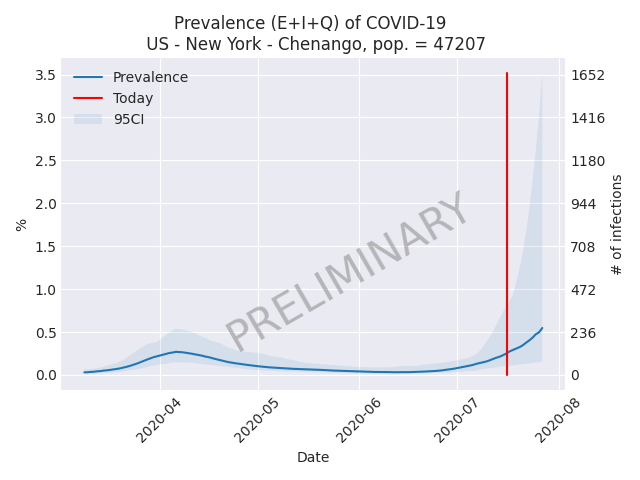 Prevalence (E+I+Q) of COVID-19
US - New York - Chenango, pop. = 47207
Prevalence
Today
95CI
PRELIMINARY
%
3.5
3.0
2.5
2.0
1.5
1.0
0.5
0.0
1652
1416
1180
944
708
472
236
0
# of infections
2020-04
2020-05
2020-06
2020-07
2020-08
Date